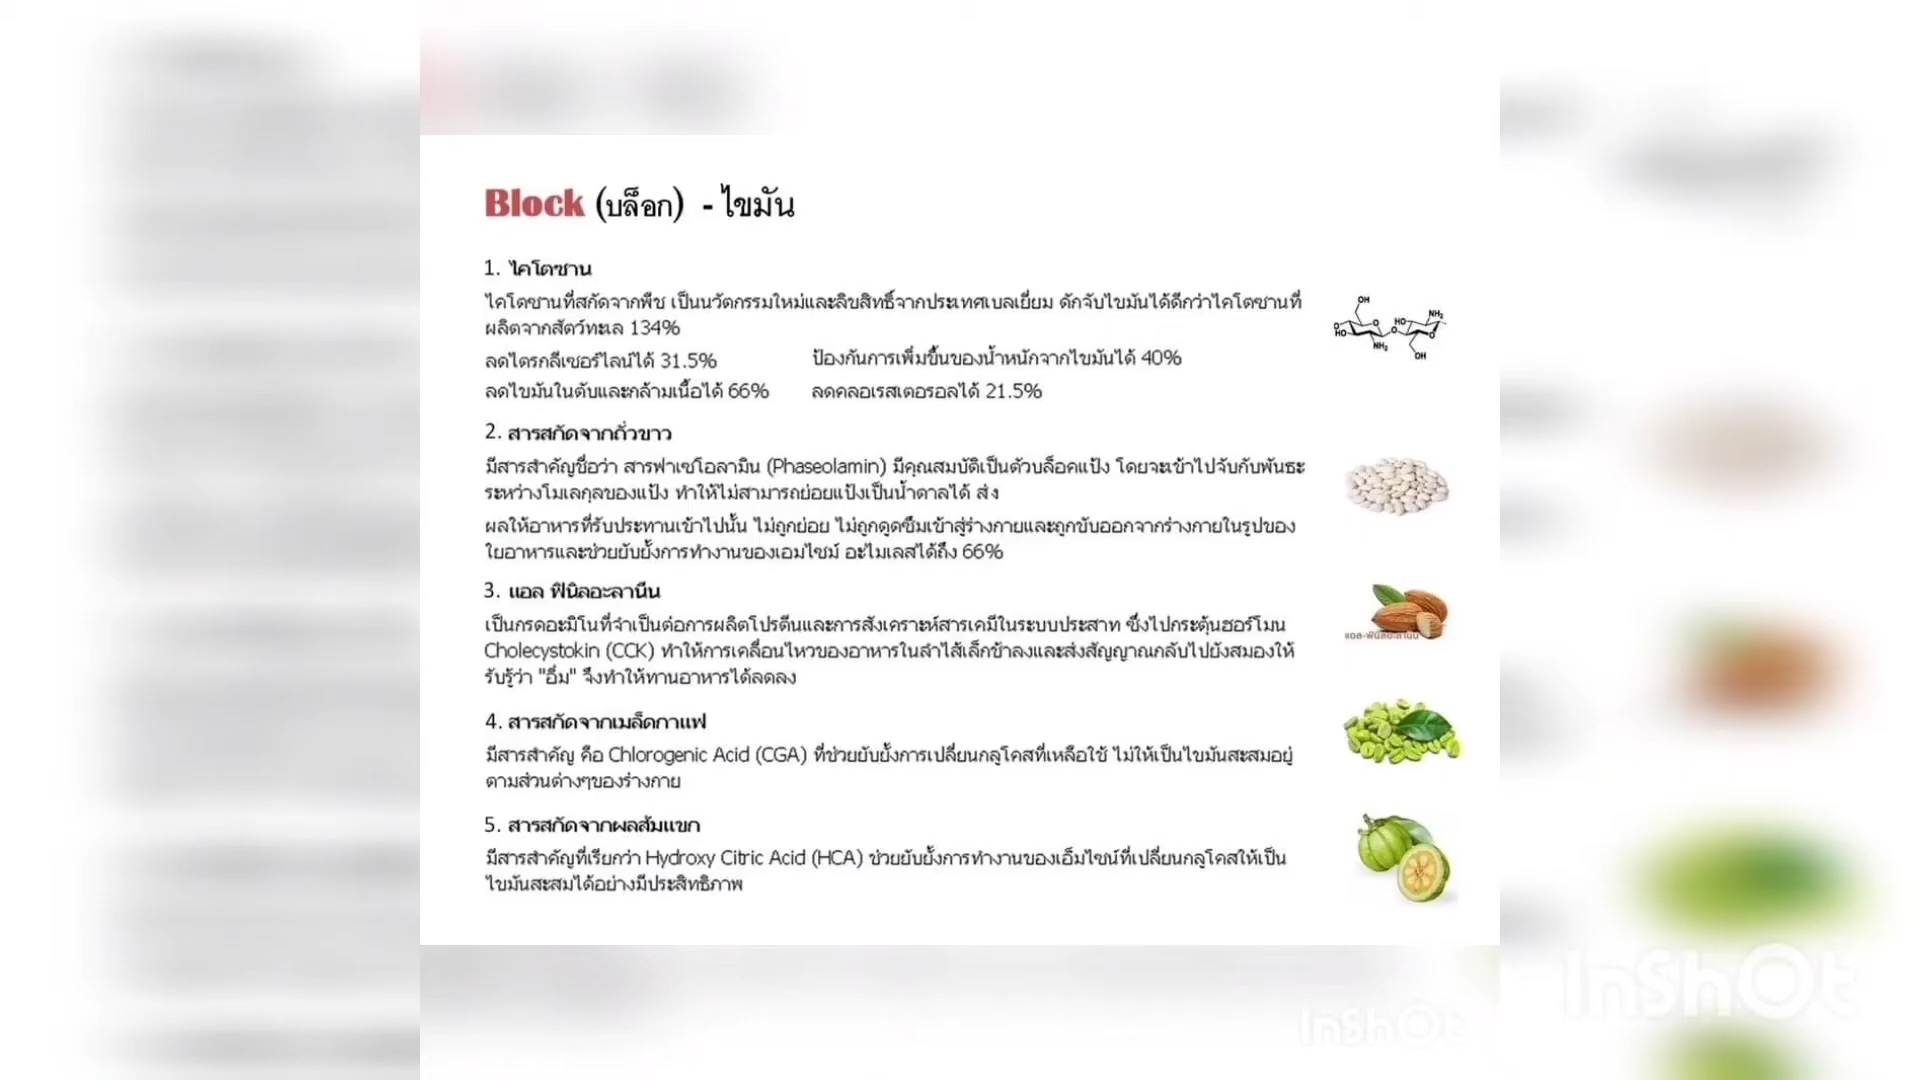 Block (บล็อก) - ไขมัน
1. ไคโตซาน
ไคโตซานที่สกัดจากพืช เป็นนวัตกรรมใหม่และลิขสิทธิ์จากประเทศเบลเยี่ยม ดักจับไขมันได้ดีกว่าไคโตซานที่
ผลิตจากสัตว์ทะเล 134%
ลดไตรกลีเซอร์ไลน์ได้ 31.5% ป้องกันการเพิ่มขึ้นของน้ำหนักจากไขมันได้ 40%
ลดไขมันในตับและกล้ามเนื้อได้ 66% ลดคลอเรสเตอรอลได้ 21.5%
2. สารสกัดจากถั่วขาว
มีสารสำคัญชื่อว่า สารฟาเซโอลามิน (Phaseolamin) มีคุณสมบัติเป็นตัวบล็อคแป้ง โดยจะเข้าไปจับกับพันธะ
ระหว่างโมเลกุลของแป้ง ทำให้ไม่สามารถย่อยแป้งเป็นน้ำตาลได้ ส่ง
ผลให้อาหารที่รับประทานเข้าไปนั้น ไม่ถูกย่อย ไม่ถูกดูดซึมเข้าสู่ร่างกายและถูกขับออกจากร่างกายในรูปของ
ใยอาหารและช่วยยับยั้งการทำงานของเอมไซม์ อะไมเลสได้ถึง 66%
3. แอล ฟินิลอะลานีน
เป็นกรดอะมิโนที่จำเป็นต่อการผลิตโปรตีนและการสังเคราะห์สารเคมีในระบบประสาท ซึ่งไปกระตุ้นฮอร์โมน
Cholecystokin (CCK) ทำให้การเคลื่อนไหวของอาหารในลำไส้เล็กช้าลงและส่งสัญญาณกลับไปยังสมองให้
รับรู้ว่า "อิ่ม" จึงทำให้ทานอาหารได้ลดลง
แอล-ฟินิลอะลานีน
4. สารสกัดจากเมล็ดกาแฟ
มีสารสำคัญ คือ Chlorogenic Acid (CGA) ที่ช่วยยับยั้งการเปลี่ยนกลูโคสที่เหลือใช้ ไม่ให้เป็นไขมันสะสมอยู่
ตามส่วนต่างๆของร่างกาย
5. สารสกัดจากผลส้มแขก
มีสารสำคัญที่เรียกว่า Hydroxy Citric Acid (HCA) ช่วยยับยั้งการทำงานของเอ็มไซน์ที่เปลี่ยนกลูโคสให้เป็น
ไขมันสะสมได้อย่างมีประสิทธิภาพ
InShOt
InShOt